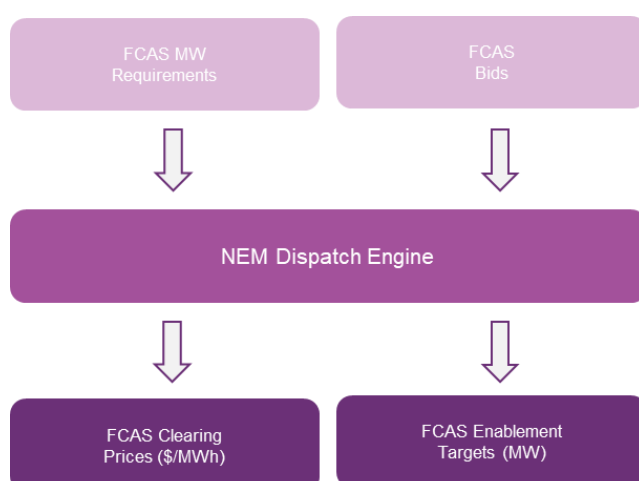 FCAS MW
Requirements
FCAS
Bids
NEM Dispatch Engine
FCAS Clearing
Prices ($/MWh)
FCAS Enablement
Targets (MW)